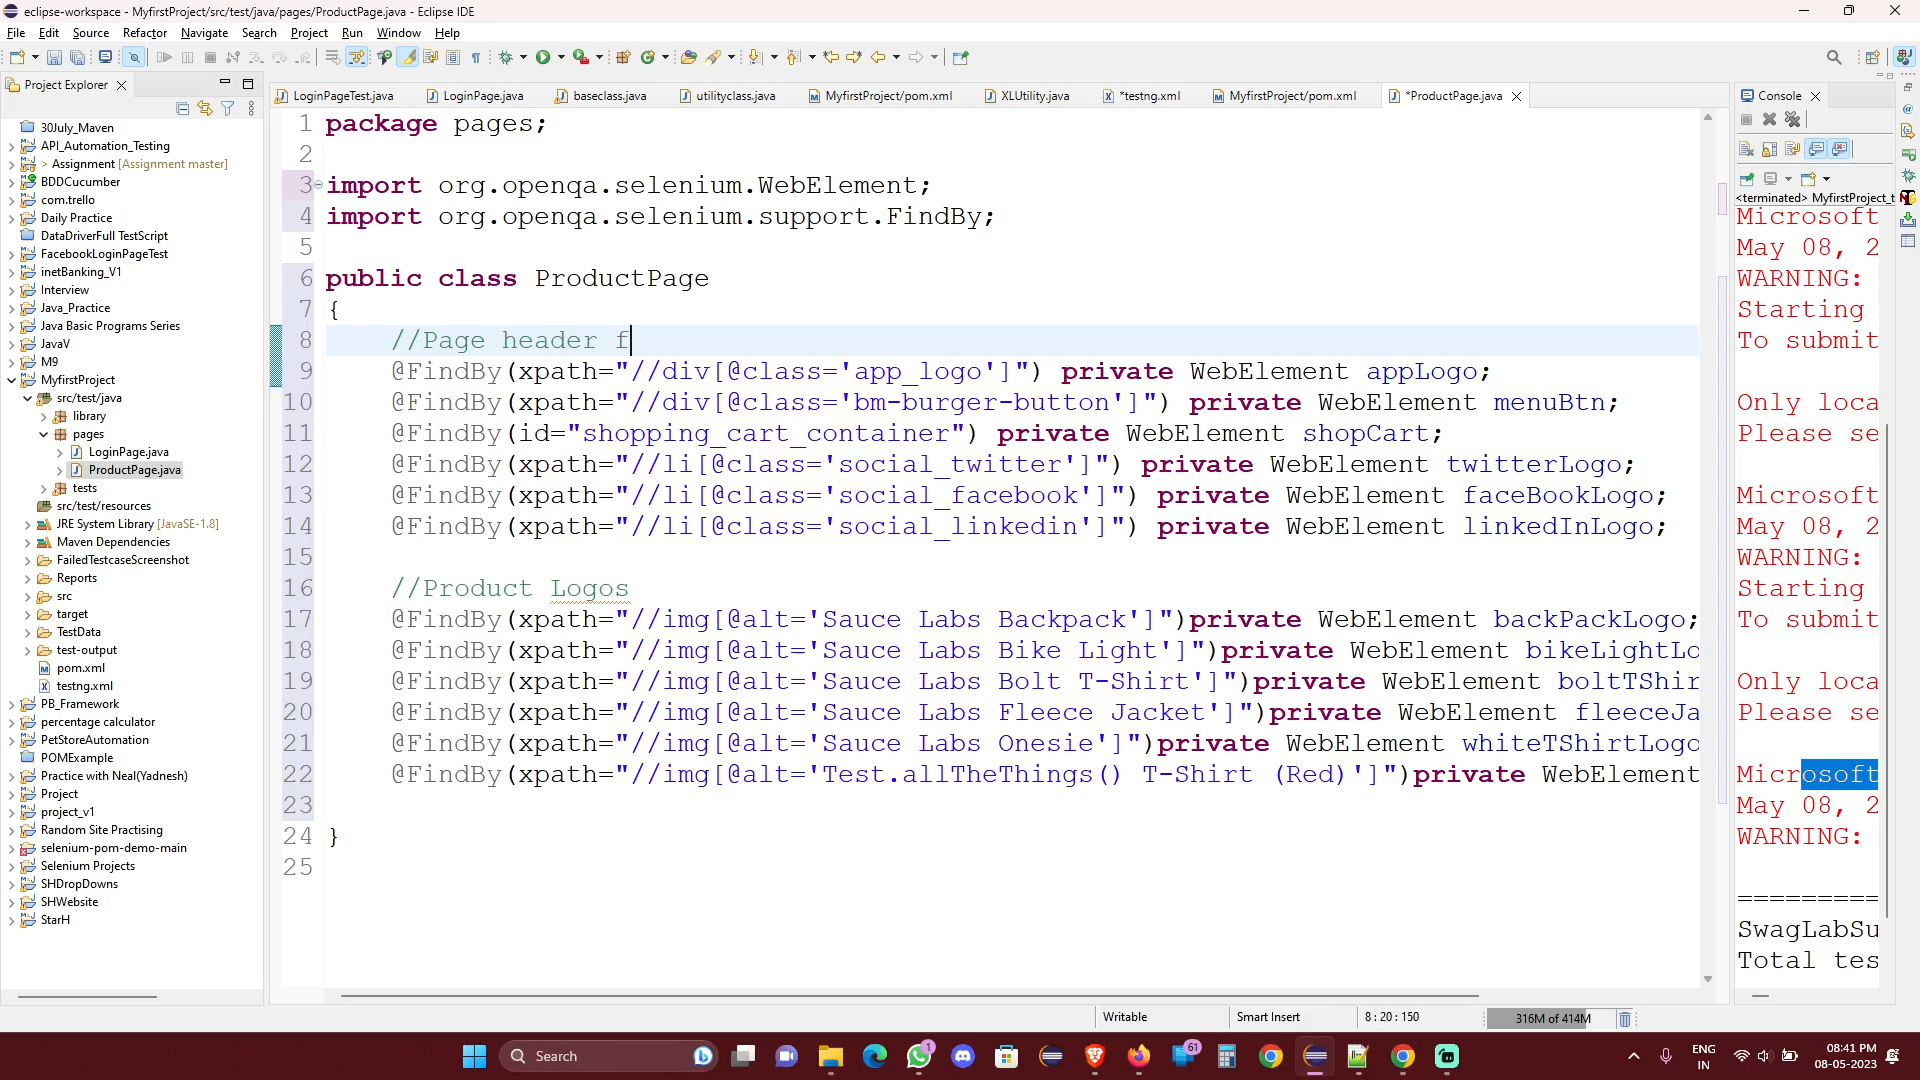 eclipse-workspace - MyfirstProject/src/test/java/pages/ProductPage.java - Eclipse IDE
File Edit Source Refactor Navigate Search Project Run Window Help
Project Explorer
30July_Maven
API_Automation_Testing
> Assignment [Assignment master]
BDDCucumber
com.trello
Daily Practice
DataDriverFull TestScript
FacebookLoginPageTest
inetBanking_V1
Interview
Java_Practice
Java Basic Programs Series
JavaV
M9
MyfirstProject
src/test/java
library
pages
LoginPage.java
ProductPage.java
tests
src/test/resources
JRE System Library [JavaSE-1.8]
Maven Dependencies
FailedTestcaseScreenshot
Reports
src
target
TestData
test-output
pom.xml
testng.xml
PB_Framework
percentage calculator
PetStoreAutomation
POMExample
Practice with Neal(Yadnesh)
Project
project_v1
Random Site Practising
selenium-pom-demo-main
Selenium Projects
SHDropDowns
SHWebsite
StarH
LoginPageTest.java LoginPage.java baseclass.java utilityclass.java MyfirstProject/pom.xml XLUtility.java *testng.xml MyfirstProject/pom.xml *ProductPage.java
1 package pages;
2
3 import org.openqa.selenium.WebElement;
4 import org.openqa.selenium.support.FindBy;
5
6 public class ProductPage
7 {
8 //Page header f
9 @FindBy(xpath="//div[@class='app_logo']") private WebElement appLogo;
10 @FindBy(xpath="//div[@class='bm-burger-button']") private WebElement menuBtn;
11 @FindBy(id="shopping_cart_container") private WebElement shopCart;
12 @FindBy(xpath="//li[@class='social_twitter']") private WebElement twitterLogo;
13 @FindBy(xpath="//li[@class='social_facebook']") private WebElement faceBookLogo;
14 @FindBy(xpath="//li[@class='social_linkedin']") private WebElement linkedInLogo;
15
16 //Product Logos
17 @FindBy(xpath="//img[@alt='Sauce Labs Backpack']")private WebElement backPackLogo;
18 @FindBy(xpath="//img[@alt='Sauce Labs Bike Light']")private WebElement bikeLightLo
19 @FindBy(xpath="//img[@alt='Sauce Labs Bolt T-Shirt']")private WebElement boltTShir
20 @FindBy(xpath="//img[@alt='Sauce Labs Fleece Jacket']")private WebElement fleeceJa
21 @FindBy(xpath="//img[@alt='Sauce Labs Onesie']")private WebElement whiteTShirtLogo
22 @FindBy(xpath="//img[@alt='Test.allTheThings() T-Shirt (Red)']")private WebElement
23
24 }
25
Console
<terminated> MyfirstProject_t
Microsoft
May 08, 2
WARNING:
Starting
To submit
Only loca
Please se
Microsoft
May 08, 2
WARNING:
Starting
To submit
Only loca
Please se
Microsoft
May 08, 2
WARNING:
=========
SwagLabSu
Total tes
Writable Smart Insert 8 : 20 : 150 316M of 414M
Search 1 61 ENG IN 08:41 PM 08-05-2023